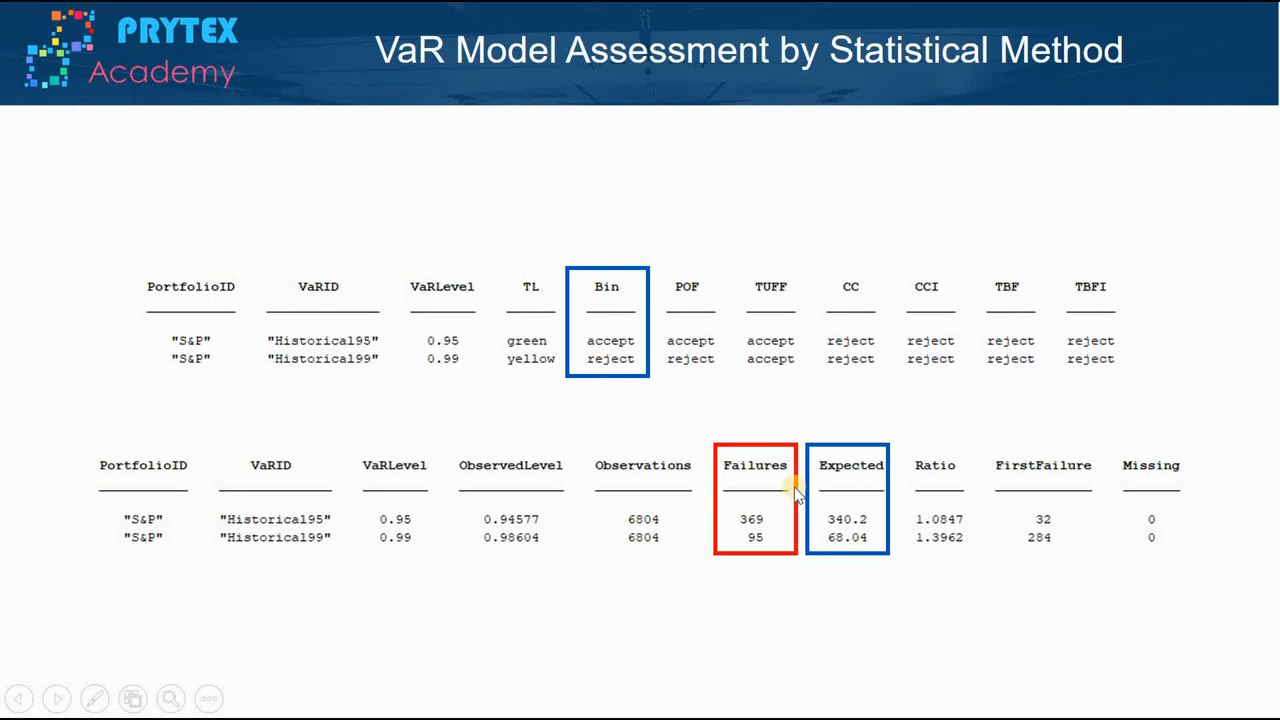 PRYTEX
Academy
VaR Model Assessment by Statistical Method
PortfolioID VaRID VaRLevel TL Bin POF TUFF CC CCI TBF TBFI
"S&P" "Historical95" 0.95 green accept accept accept reject reject reject reject
"S&P" "Historical99" 0.99 yellow reject reject accept reject reject reject reject
PortfolioID VaRID VaRLevel ObservedLevel Observations Failures Expected Ratio FirstFailure Missing
"S&P" "Historical95" 0.95 0.94577 6804 369 340.2 1.0847 32 0
"S&P" "Historical99" 0.99 0.98604 6804 95 68.04 1.3962 284 0